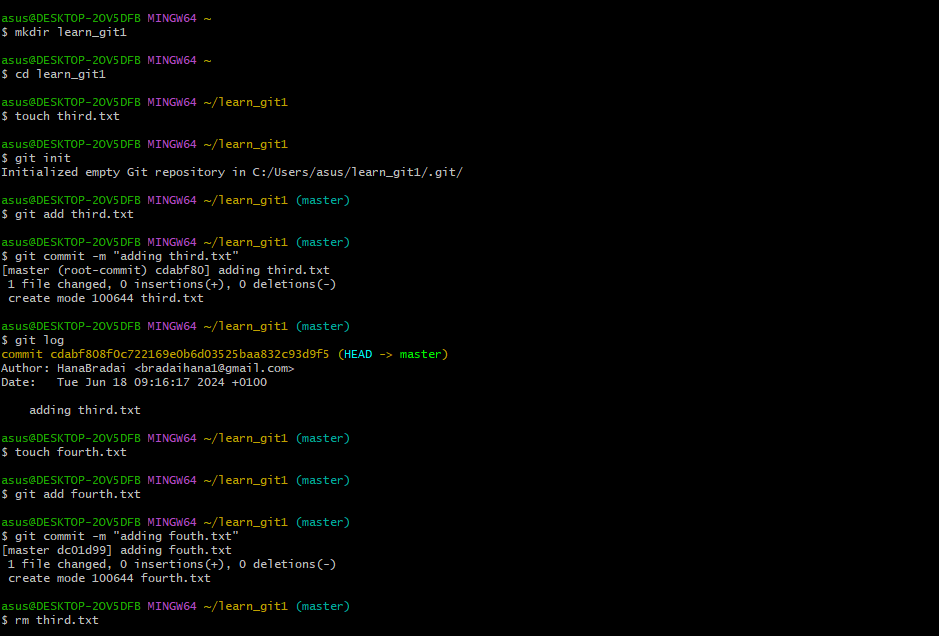 asus@DESKTOP-2OV5DFB MINGW64 ~
$ mkdir learn_git1
asus@DESKTOP-2OV5DFB MINGW64 ~
$ cd learn_git1
asus@DESKTOP-2OV5DFB MINGW64 ~/learn_git1
$ touch third.txt
asus@DESKTOP-2OV5DFB MINGW64 ~/learn_git1
$ git init
Initialized empty Git repository in C:/Users/asus/learn_git1/.git/
asus@DESKTOP-2OV5DFB MINGW64 ~/learn_git1 (master)
$ git add third.txt
asus@DESKTOP-2OV5DFB MINGW64 ~/learn_git1 (master)
$ git commit -m "adding third.txt"
[master (root-commit) cdabf80] adding third.txt
 1 file changed, 0 insertions(+), 0 deletions(-)
 create mode 100644 third.txt
asus@DESKTOP-2OV5DFB MINGW64 ~/learn_git1 (master)
$ git log
commit cdabf808f0c722169e0b6d03525baa832c93d9f5 (HEAD -> master)
Author: HanaBradai <bradaihana1@gmail.com>
Date:   Tue Jun 18 09:16:17 2024 +0100
    adding third.txt
asus@DESKTOP-2OV5DFB MINGW64 ~/learn_git1 (master)
$ touch fourth.txt
asus@DESKTOP-2OV5DFB MINGW64 ~/learn_git1 (master)
$ git add fourth.txt
asus@DESKTOP-2OV5DFB MINGW64 ~/learn_git1 (master)
$ git commit -m "adding fouth.txt"
[master dc01d99] adding fouth.txt
 1 file changed, 0 insertions(+), 0 deletions(-)
 create mode 100644 fourth.txt
asus@DESKTOP-2OV5DFB MINGW64 ~/learn_git1 (master)
$ rm third.txt